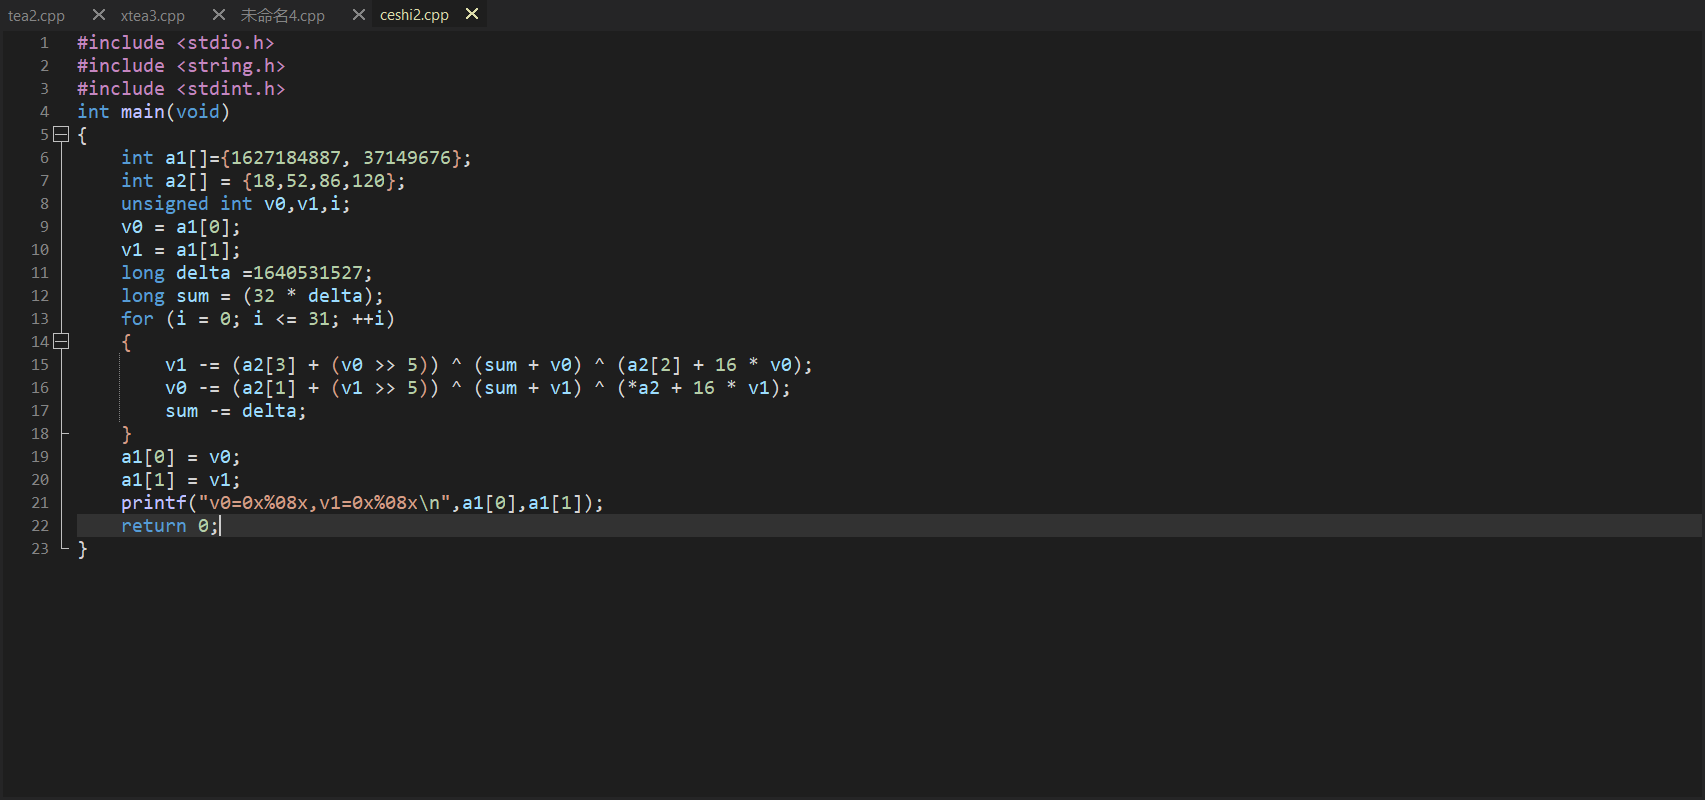 tea2.cpp xtea3.cpp 未命名4.cpp ceshi2.cpp
1 #include <stdio.h>
2 #include <string.h>
3 #include <stdint.h>
4 int main(void)
5 {
6 int a1[]={1627184887, 37149676};
7 int a2[] = {18,52,86,120};
8 unsigned int v0,v1,i;
9 v0 = a1[0];
10 v1 = a1[1];
11 long delta =1640531527;
12 long sum = (32 * delta);
13 for (i = 0; i <= 31; ++i)
14 {
15 v1 -= (a2[3] + (v0 >> 5)) ^ (sum + v0) ^ (a2[2] + 16 * v0);
16 v0 -= (a2[1] + (v1 >> 5)) ^ (sum + v1) ^ (*a2 + 16 * v1);
17 sum -= delta;
18 }
19 a1[0] = v0;
20 a1[1] = v1;
21 printf("v0=0x%08x,v1=0x%08x\n",a1[0],a1[1]);
22 return 0;
23 }